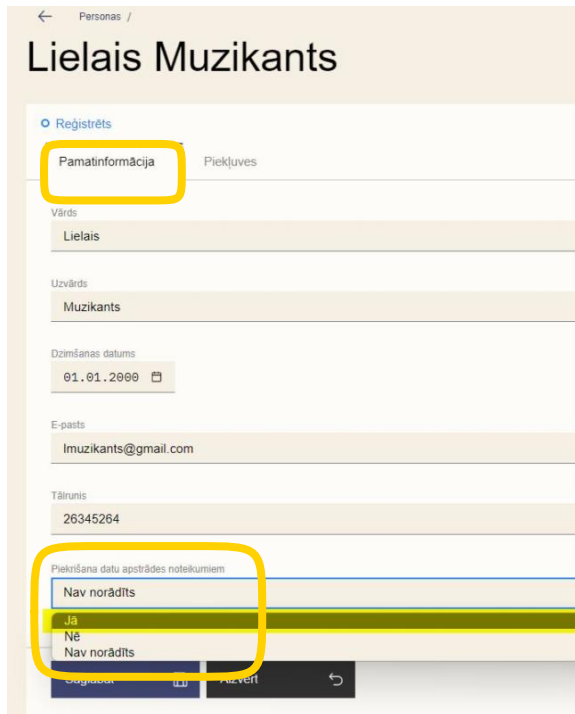 Personas /
Lielais Muzikants
Reģistrēts
Pamatinformācija Piekļuves
Vārds
Lielais
Uzvārds
Muzikants
Dzimšanas datums
01.01.2000
E-pasts
lmuzikants@gmail.com
Tālrunis
26345264
Piekrišana datu apstrādes noteikumiem
Nav norādīts
Jā
Nē
Nav norādīts
Saglabāt Aizvērt